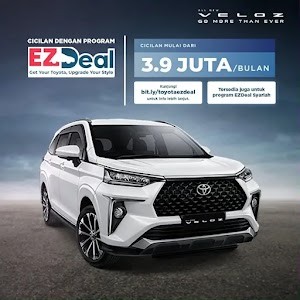 ALL NEW
VELOZ
GO MORE THAN EVER
CICILAN DENGAN PROGRAM
EZDeal
Get Your Toyota, Upgrade Your Style
CICILAN MULAI DARI
3.9 JUTA/BULAN
Kunjungi
bit.ly/toyotaezdeal
untuk info lebih lanjut.
Tersedia juga untuk
program EZDeal Syariah
VELOZ